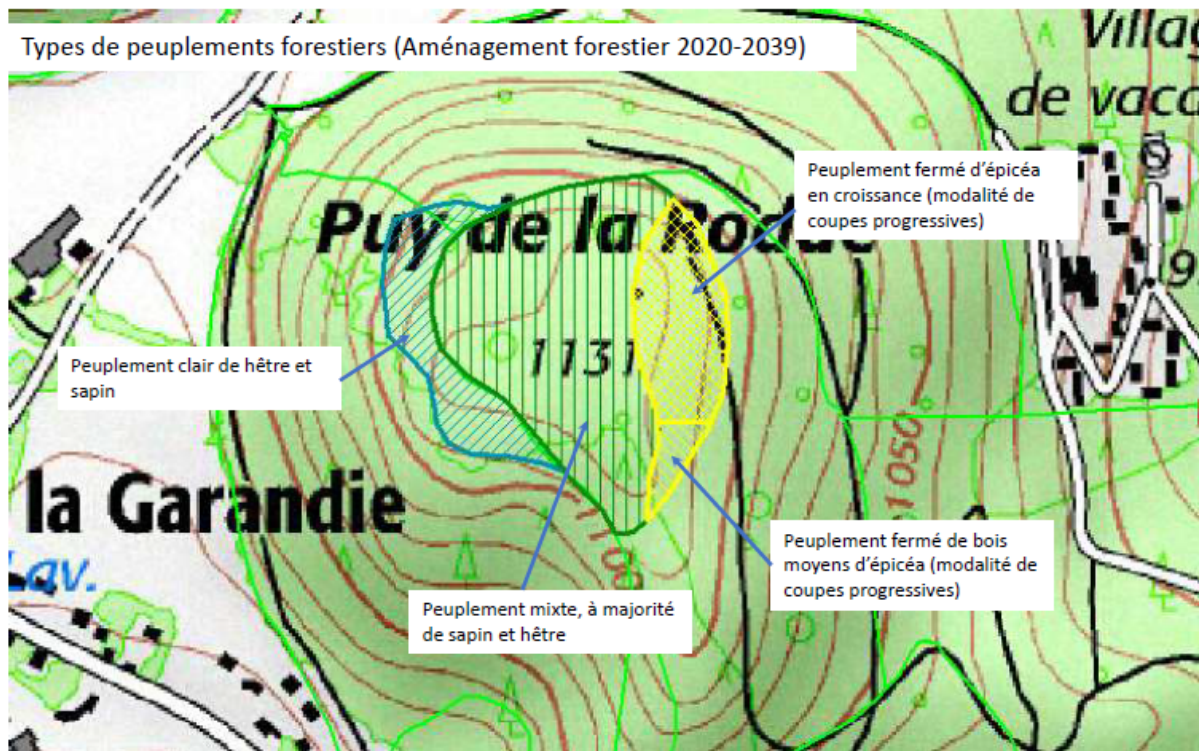 Types de peuplements forestiers (Aménagement forestier 2020-2039)
Villag
de vaca
Peuplement fermé d'épicéa
en croissance (modalité de
coupes progressives)
Puy de la Rodde
1131
Peuplement clair de hêtre et
sapin
1050
la Garandie
Lav.
Peuplement mixte, à majorité
de sapin et hêtre
Peuplement fermé de bois
moyens d'épicéa (modalité de
coupes progressives)